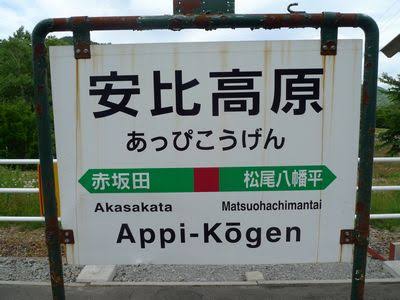 安比高原
あっぴこうげん
赤坂田 松尾八幡平
Akasakata Matsuohachimantai
Appi-Kōgen